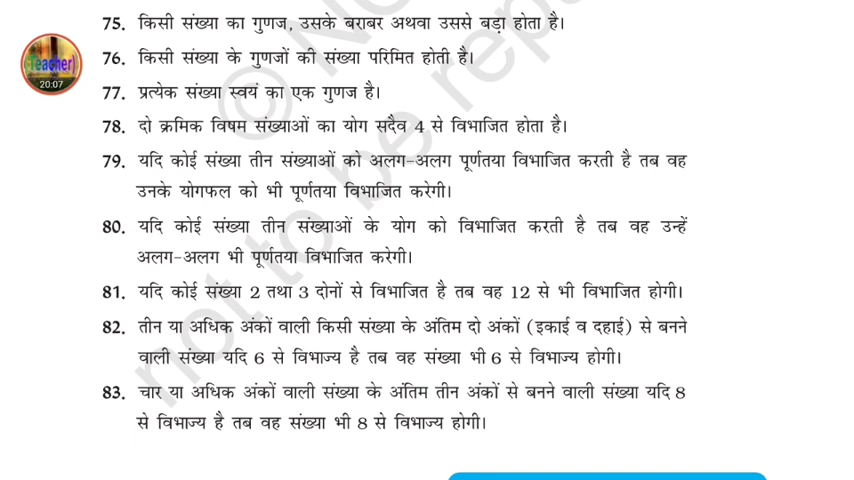 75. किसी संख्या का गुणज, उसके बराबर अथवा उससे बड़ा होता है।
76. किसी संख्या के गुणजों की संख्या परिमित होती है।
Teacher
20:07
77. प्रत्येक संख्या स्वयं का एक गुणज है।
78. दो क्रमिक विषम संख्याओं का योग सदैव 4 से विभाजित होता है।
79. यदि कोई संख्या तीन संख्याओं को अलग-अलग पूर्णतया विभाजित करती है तब वह
उनके योगफल को भी पूर्णतया विभाजित करेगी।
80. यदि कोई संख्या तीन संख्याओं के योग को विभाजित करती है तब वह उन्हें
अलग-अलग भी पूर्णतया विभाजित करेगी।
81. यदि कोई संख्या 2 तथा 3 दोनों से विभाजित है तब वह 12 से भी विभाजित होगी।
82. तीन या अधिक अंकों वाली किसी संख्या के अंतिम दो अंकों (इकाई व दहाई) से बनने
वाली संख्या यदि 6 से विभाज्य है तब वह संख्या भी 6 से विभाज्य होगी।
83. चार या अधिक अंकों वाली संख्या के अंतिम तीन अंकों से बनने वाली संख्या यदि 8
से विभाज्य है तब वह संख्या भी 8 से विभाज्य होगी।
not to be